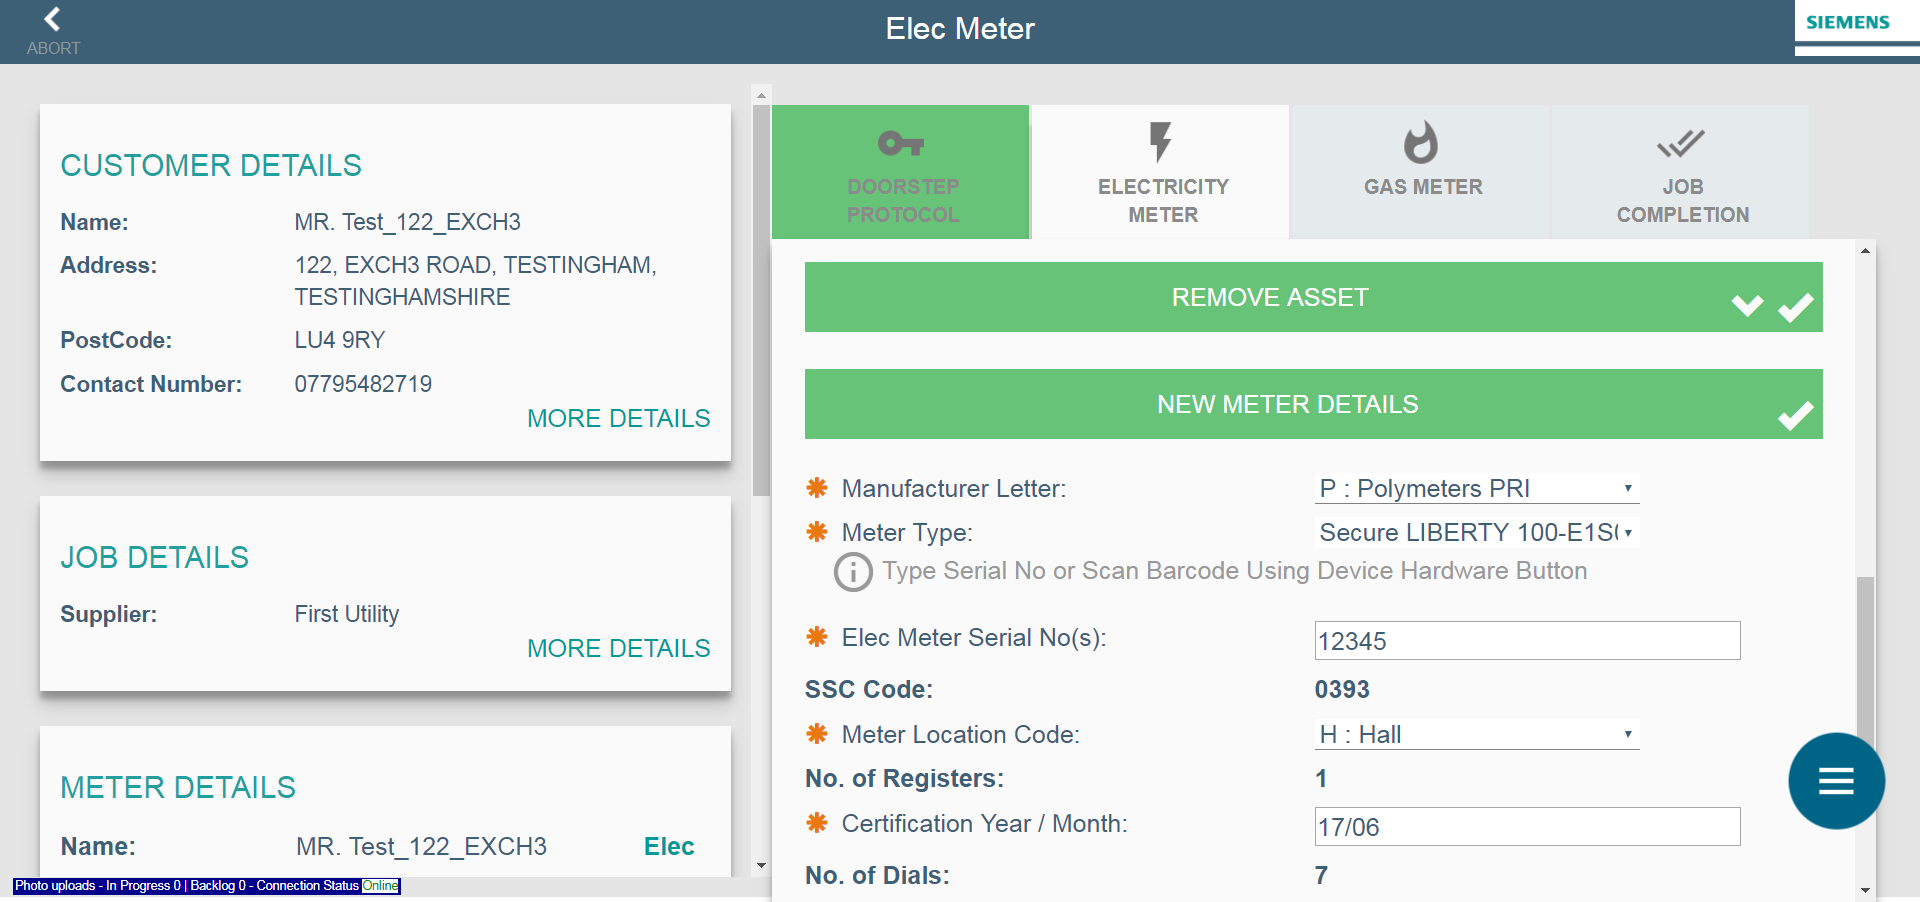 ABORT
Elec Meter
SIEMENS
CUSTOMER DETAILS
Name: MR. Test_122_EXCH3
Address: 122, EXCH3 ROAD, TESTINGHAM,
TESTINGHAMSHIRE
PostCode: LU4 9RY
Contact Number: 07795482719
MORE DETAILS
JOB DETAILS
Supplier: First Utility
MORE DETAILS
METER DETAILS
Name: MR. Test_122_EXCH3 Elec
Photo uploads - In Progress 0 | Backlog 0 - Connection Status Online
DOORSTEP
PROTOCOL
ELECTRICITY
METER
GAS METER
JOB
COMPLETION
REMOVE ASSET
NEW METER DETAILS
Manufacturer Letter: P : Polymeters PRI
Meter Type: Secure LIBERTY 100-E1S
Type Serial No or Scan Barcode Using Device Hardware Button
Elec Meter Serial No(s): 12345
SSC Code: 0393
Meter Location Code: H : Hall
No. of Registers: 1
Certification Year / Month: 17/06
No. of Dials: 7